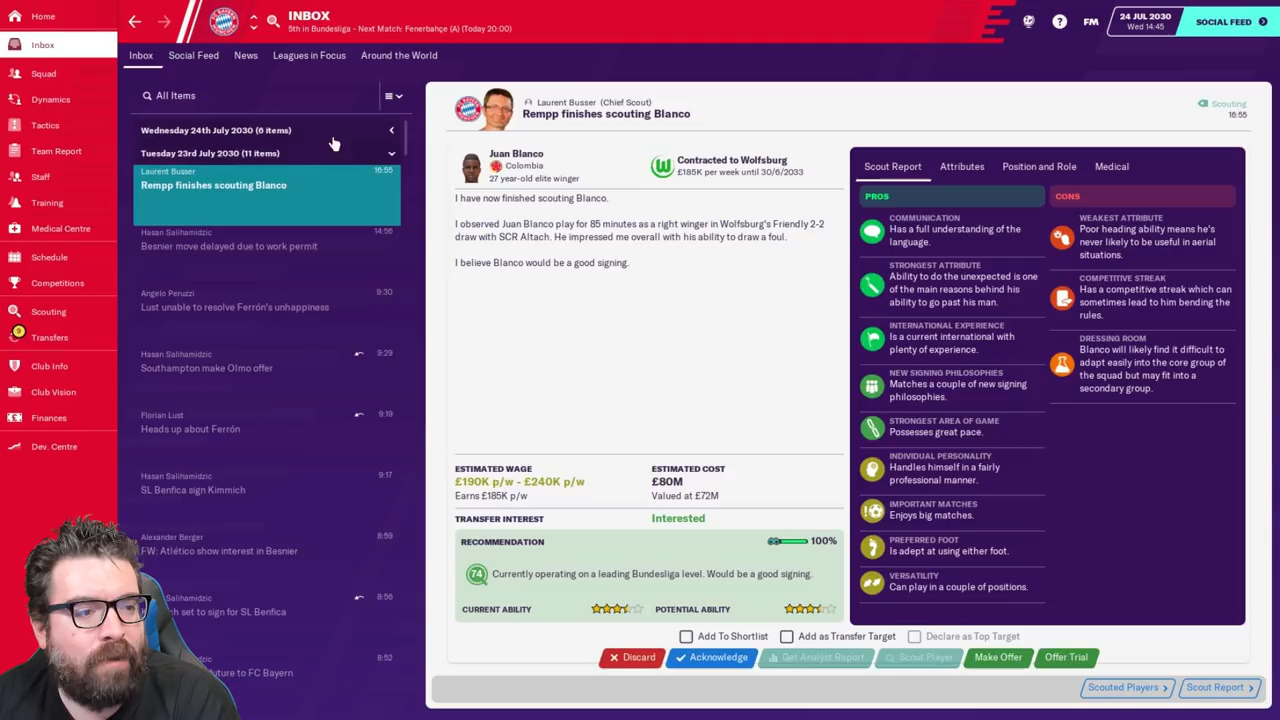 Home
Inbox
Squad
Dynamics
Tactics
Team Report
Staff
Training
Medical Centre
Schedule
Competitions
Scouting
9
Transfers
Club Info
Club Vision
Finances
Dev. Centre
INBOX
5th in Bundesliga - Next Match: Fenerbahçe (A) (Today 20:00)
FM
24 JUL 2030
Wed 14:45
SOCIAL FEED
Inbox
Social Feed
News
Leagues in Focus
Around the World
All Items
Wednesday 24th July 2030 (6 items)
Tuesday 23rd July 2030 (11 items)
Laurent Busser 16:55
Rempp finishes scouting Blanco
Hasan Salihamidzic 14:56
Besnier move delayed due to work permit
Angelo Peruzzi 9:30
Lust unable to resolve Ferrón's unhappiness
Hasan Salihamidzic 9:29
Southampton make Olmo offer
Florian Lust 9:19
Heads up about Ferrón
Hasan Salihamidzic 9:17
SL Benfica sign Kimmich
Alexander Berger 8:59
FW: Atlético show interest in Besnier
Salihamidzic 8:56
set to sign for SL Benfica
8:52
future to FC Bayern
Laurent Busser (Chief Scout)
Rempp finishes scouting Blanco
Scouting
16:55
Juan Blanco
Colombia
27 year-old elite winger
Contracted to Wolfsburg
£185K per week until 30/6/2033
I have now finished scouting Blanco.
I observed Juan Blanco play for 85 minutes as a right winger in Wolfsburg's Friendly 2-2
draw with SCR Altach. He impressed me overall with his ability to draw a foul.
I believe Blanco would be a good signing.
ESTIMATED WAGE
£190K p/w - £240K p/w
Earns £185K p/w
ESTIMATED COST
£80M
Valued at £72M
TRANSFER INTEREST
Interested
RECOMMENDATION
100%
74
Currently operating on a leading Bundesliga level. Would be a good signing.
CURRENT ABILITY
POTENTIAL ABILITY
Scout Report
Attributes
Position and Role
Medical
PROS
COMMUNICATION
Has a full understanding of the
language.
STRONGEST ATTRIBUTE
Ability to do the unexpected is one
of the main reasons behind his
ability to go past his man.
INTERNATIONAL EXPERIENCE
Is a current international with
plenty of experience.
NEW SIGNING PHILOSOPHIES
Matches a couple of new signing
philosophies.
STRONGEST AREA OF GAME
Possesses great pace.
INDIVIDUAL PERSONALITY
Handles himself in a fairly
professional manner.
IMPORTANT MATCHES
Enjoys big matches.
PREFERRED FOOT
Is adept at using either foot.
VERSATILITY
Can play in a couple of positions.
CONS
WEAKEST ATTRIBUTE
Poor heading ability means he's
never likely to be useful in aerial
situations.
COMPETITIVE STREAK
Has a competitive streak which can
sometimes lead to him bending the
rules.
DRESSING ROOM
Blanco will likely find it difficult to
adapt easily into the core group of
the squad but may fit into a
secondary group.
Add To Shortlist
Add as Transfer Target
Declare as Top Target
Discard
Acknowledge
Get Analyst Report
Scout Player
Make Offer
Offer Trial
Scouted Players
Scout Report